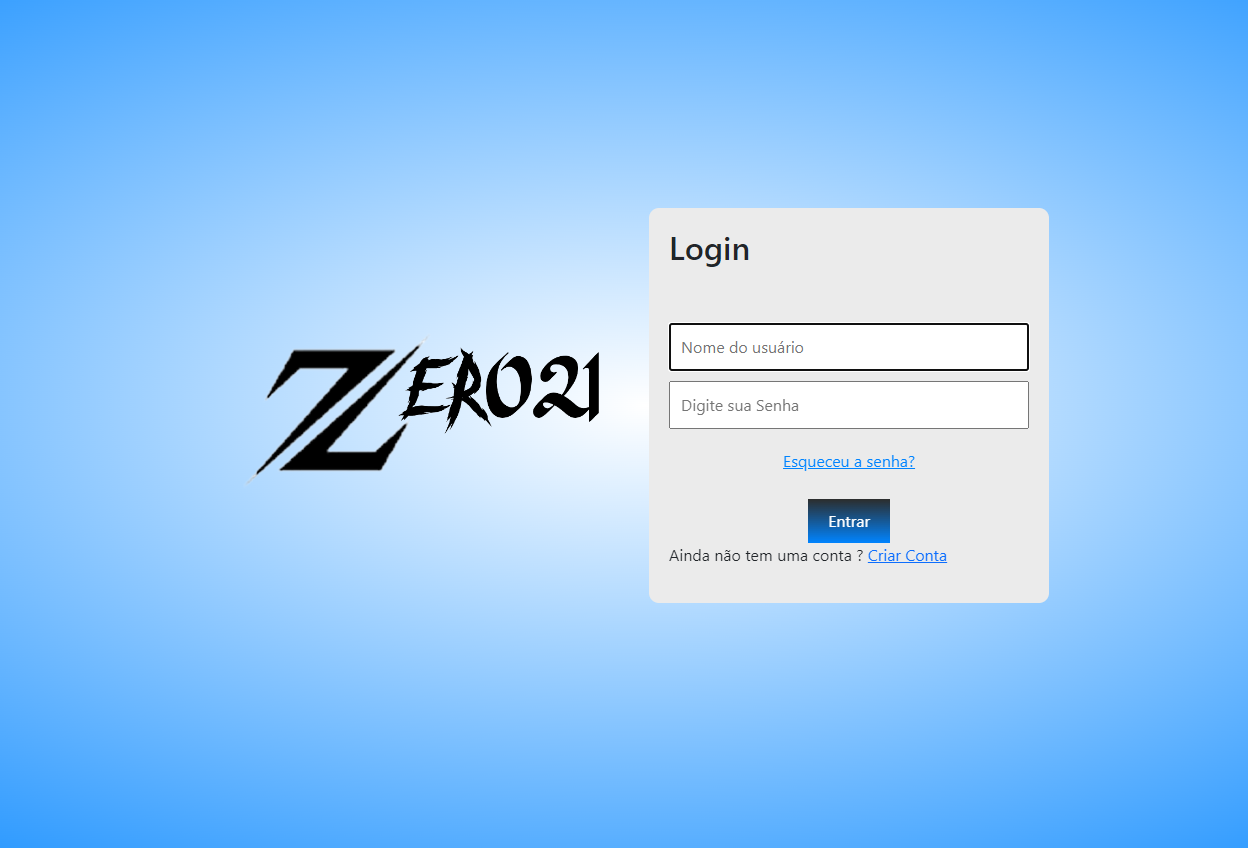 ZERO21
Login
Nome do usuário
Digite sua Senha
Esqueceu a senha?
Entrar
Ainda não tem uma conta ? Criar Conta